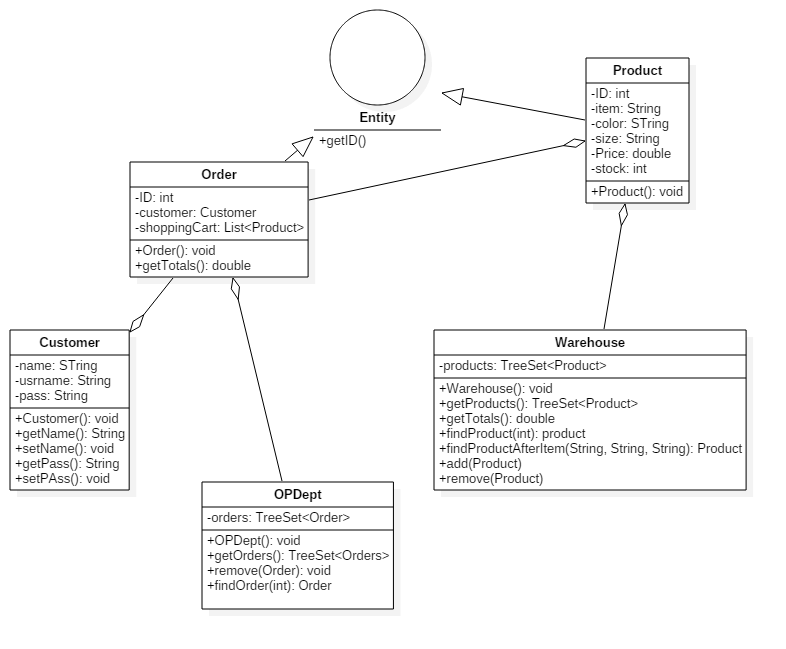 Entity
+getID()
Product
-ID: int
-item: String
-color: STring
-size: String
-Price: double
-stock: int
+Product(): void
Order
-ID: int
-customer: Customer
-shoppingCart: List<Product>
+Order(): void
+getTotals(): double
Customer
-name: STring
-usrname: String
-pass: String
+Customer(): void
+getName(): String
+setName(): void
+getPass(): String
+setPAss(): void
Warehouse
-products: TreeSet<Product>
+Warehouse(): void
+getProducts(): TreeSet<Product>
+getTotals(): double
+findProduct(int): product
+findProductAfterItem(String, String, String): Product
+add(Product)
+remove(Product)
OPDept
-orders: TreeSet<Order>
+OPDept(): void
+getOrders(): TreeSet<Orders>
+remove(Order): void
+findOrder(int): Order